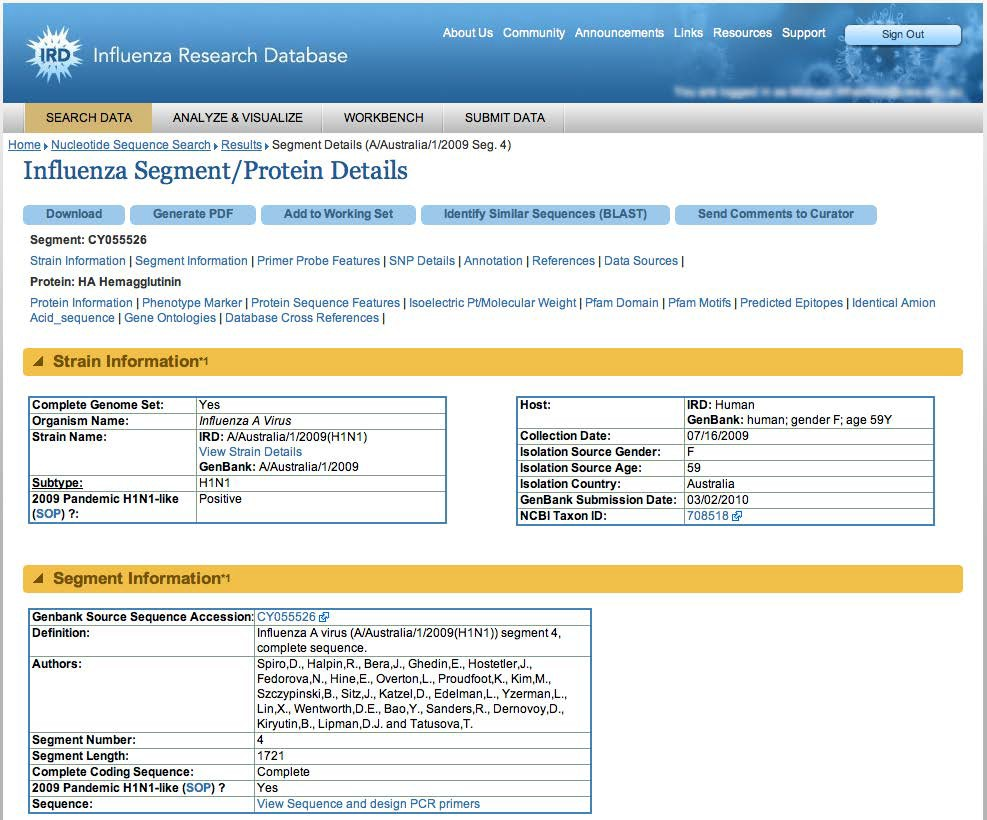 About Us Community Announcements Links Resources Support Sign Out
IRD Influenza Research Database
SEARCH DATA ANALYZE & VISUALIZE WORKBENCH SUBMIT DATA
Home Nucleotide Sequence Search Results Segment Details (A/Australia/1/2009 Seg. 4)
Influenza Segment/Protein Details
Download Generate PDF Add to Working Set Identify Similar Sequences (BLAST) Send Comments to Curator
Segment: CY055526
Strain Information | Segment Information | Primer Probe Features | SNP Details | Annotation | References | Data Sources |
Protein: HA Hemagglutinin
Protein Information | Phenotype Marker | Protein Sequence Features | Isoelectric Pt/Molecular Weight | Pfam Domain | Pfam Motifs | Predicted Epitopes | Identical Amion
Acid_sequence | Gene Ontologies | Database Cross References |
Strain Information*1
Complete Genome Set: Yes
Organism Name: Influenza A Virus
Strain Name: IRD: A/Australia/1/2009(H1N1)
View Strain Details
GenBank: A/Australia/1/2009
Subtype: H1N1
2009 Pandemic H1N1-like Positive
(SOP) ?:
Host: IRD: Human
GenBank: human; gender F; age 59Y
Collection Date: 07/16/2009
Isolation Source Gender: F
Isolation Source Age: 59
Isolation Country: Australia
GenBank Submission Date: 03/02/2010
NCBI Taxon ID: 708518
Segment Information*1
Genbank Source Sequence Accession: CY055526
Definition: Influenza A virus (A/Australia/1/2009(H1N1)) segment 4,
complete sequence.
Authors: Spiro,D., Halpin,R., Bera,J., Ghedin,E., Hostetler,J.,
Fedorova,N., Hine,E., Overton,L., Proudfoot,K., Kim,M.,
Szczypinski,B., Sitz,J., Katzel,D., Edelman,L., Yzerman,L.,
Lin,X., Wentworth,D.E., Bao,Y., Sanders,R., Dernovoy,D.,
Kiryutin,B., Lipman,D.J. and Tatusova,T.
Segment Number: 4
Segment Length: 1721
Complete Coding Sequence: Complete
2009 Pandemic H1N1-like (SOP) ? Yes
Sequence: View Sequence and design PCR primers